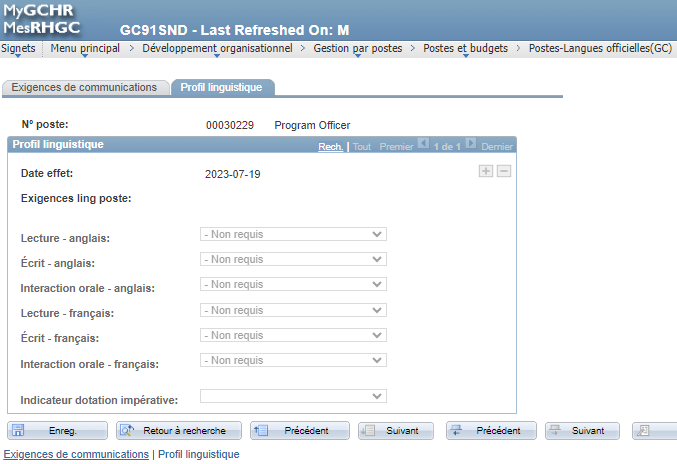 MyGCHR
MesRHGC
GC91SND - Last Refreshed On: M
Signets Menu principal > Développement organisationnel > Gestion par postes > Postes et budgets > Postes-Langues officielles(GC)
Exigences de communications Profil linguistique
Nº poste: 00030229 Program Officer
Profil linguistique Rech. | Tout Premier 1 de 1 Dernier
Date effet: 2023-07-19
Exigences ling poste:
Lecture - anglais: - Non requis
Écrit - anglais: - Non requis
Interaction orale - anglais: - Non requis
Lecture - français: - Non requis
Écrit - français: - Non requis
Interaction orale - français: - Non requis
Indicateur dotation impérative:
Enreg. Retour à recherche Précédent Suivant Précédent Suivant
Exigences de communications | Profil linguistique